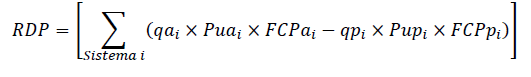 RDP = [∑_{Sistema i} (qa_i × Pua_i × FCPa_i − qp_i × Pup_i × FCPp_i)]